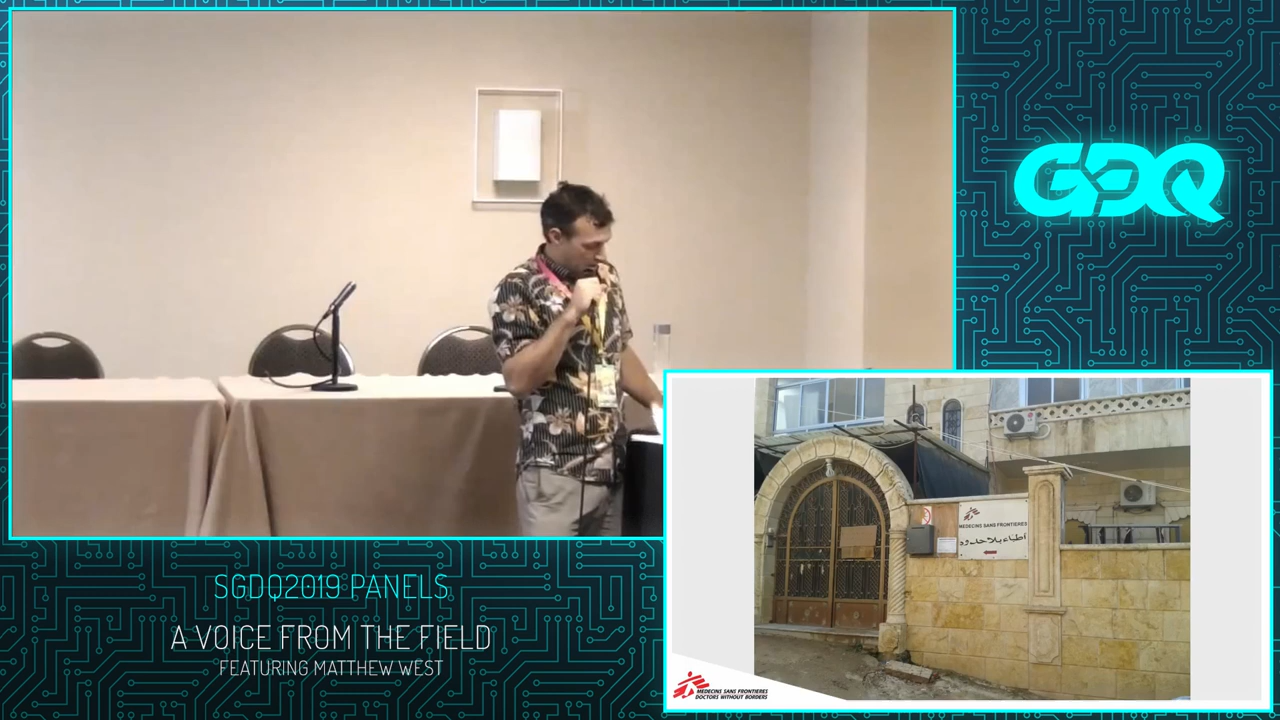 GDQ
MEDECINS SANS FRONTIERES
أطباء بلا حدود
SGDQ2019 PANELS
A VOICE FROM THE FIELD
FEATURING MATTHEW WEST
MEDECINS SANS FRONTIERES
DOCTORS WITHOUT BORDERS